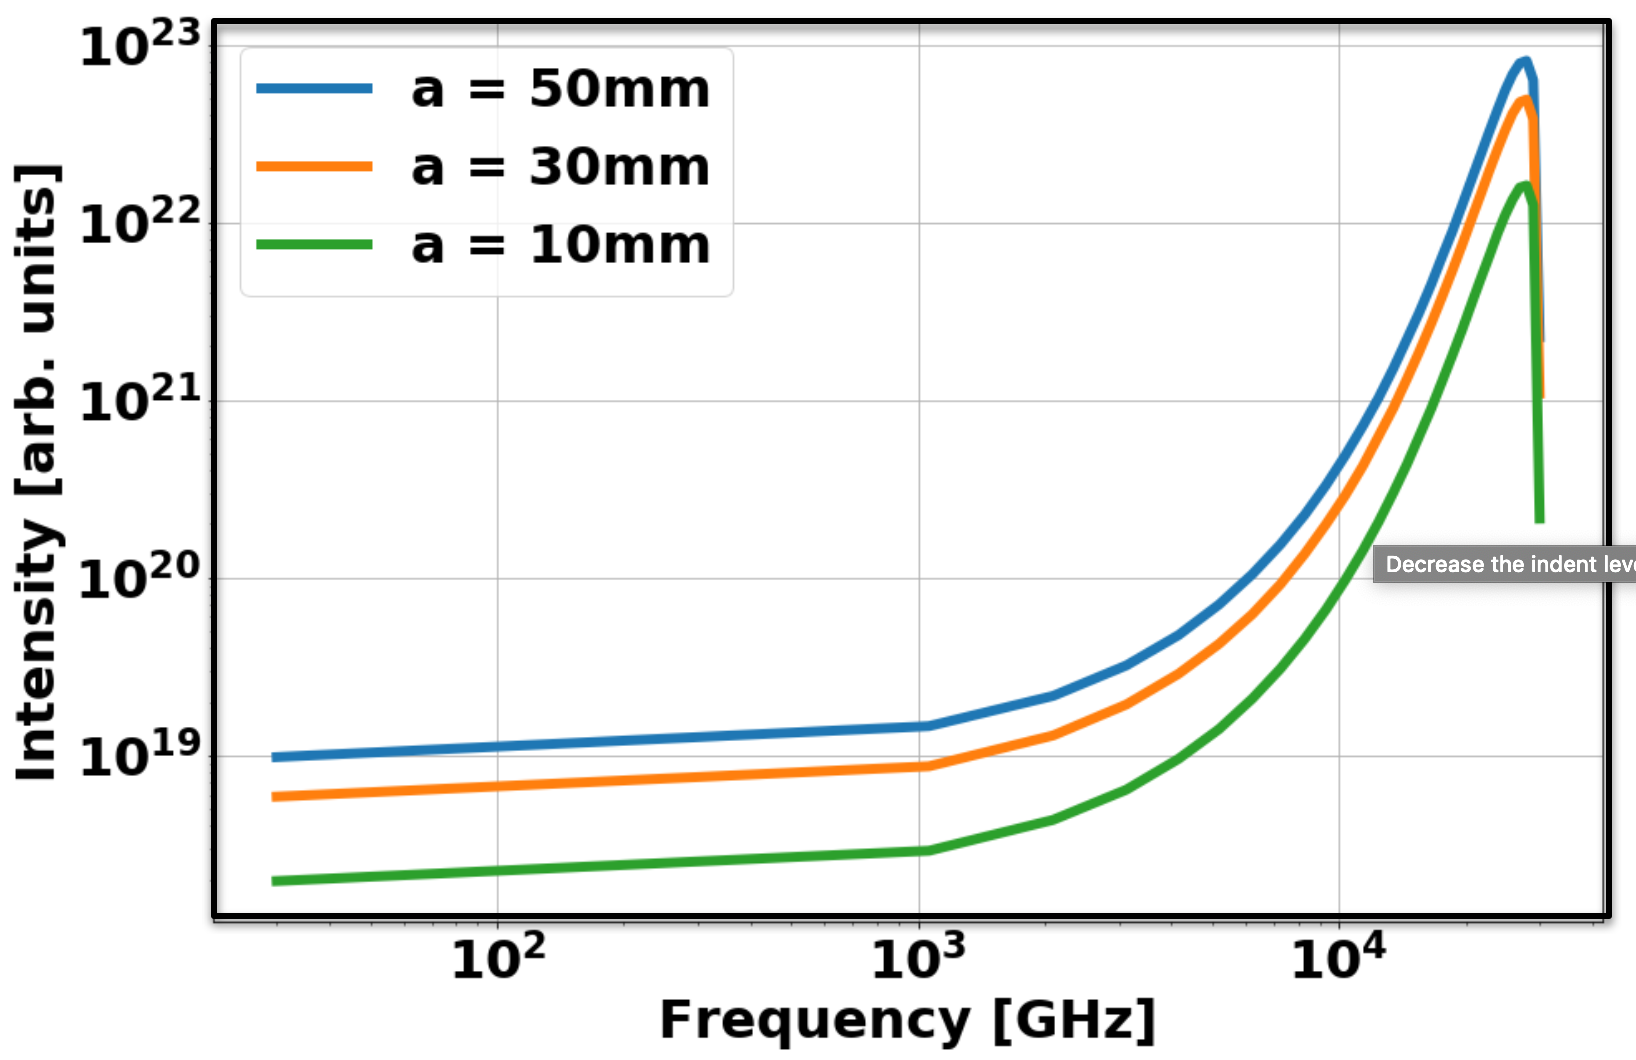 10²³
10²²
10²¹
10²⁰
10¹⁹
Intensity [arb. units]
a = 50mm
a = 30mm
a = 10mm
Decrease the indent leve
10² 10³ 10⁴
Frequency [GHz]